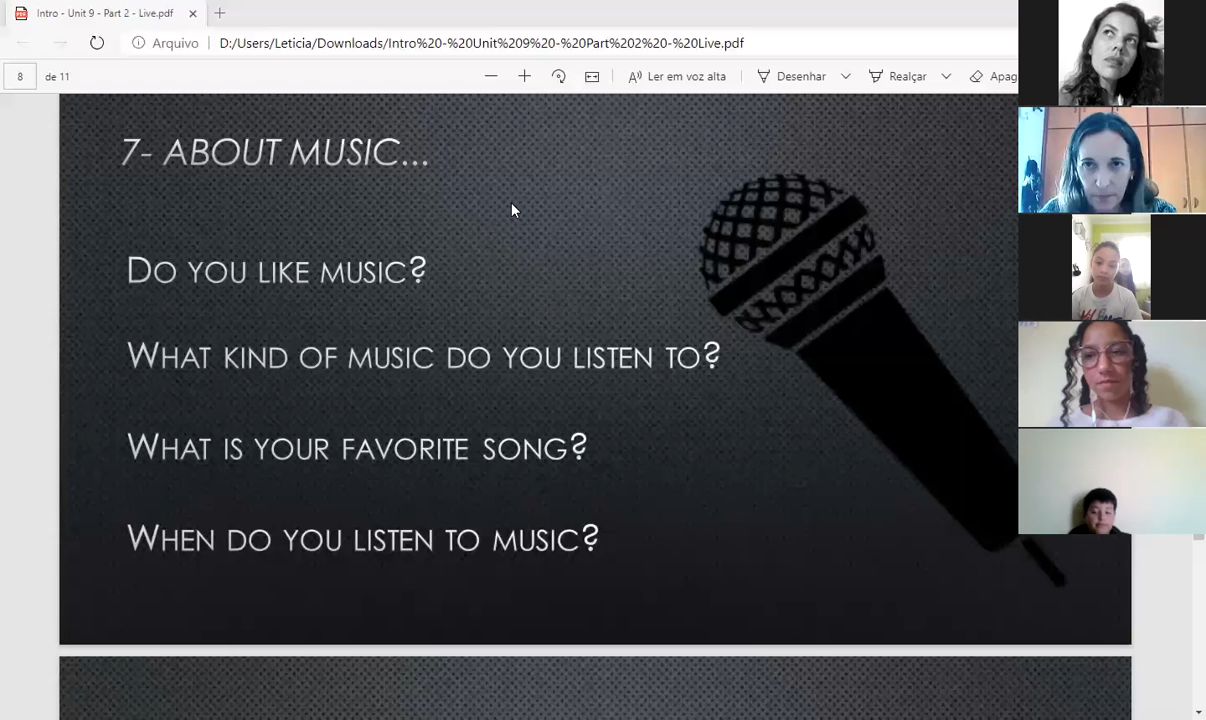 Intro - Unit 9 - Part 2 - Live.pdf
Arquivo
D:/Users/Leticia/Downloads/Intro%20-%20Unit%209%20-%20Part%202%20-%20Live.pdf
8 de 11
Ler em voz alta
Desenhar
Realçar
Apag
7- ABOUT MUSIC...
DO YOU LIKE MUSIC?
WHAT KIND OF MUSIC DO YOU LISTEN TO?
WHAT IS YOUR FAVORITE SONG?
WHEN DO YOU LISTEN TO MUSIC?